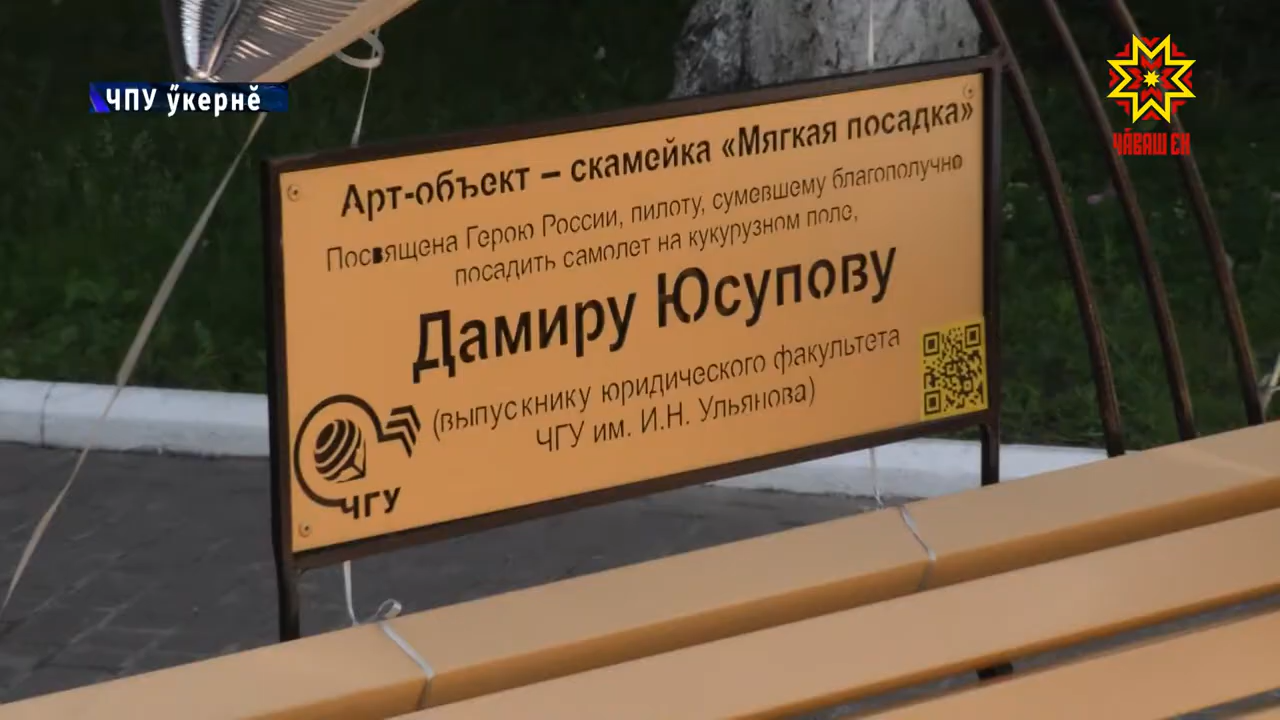 ЧПУ ӳкернӗ
ЧӐВАШ ЕН
Арт-объект – скамейка «Мягкая посадка»
Посвящена Герою России, пилоту, сумевшему благополучно
посадить самолет на кукурузном поле,
Дамиру Юсупову
(выпускнику юридического факультета
ЧГУ им. И.Н. Ульянова)
ЧГУ